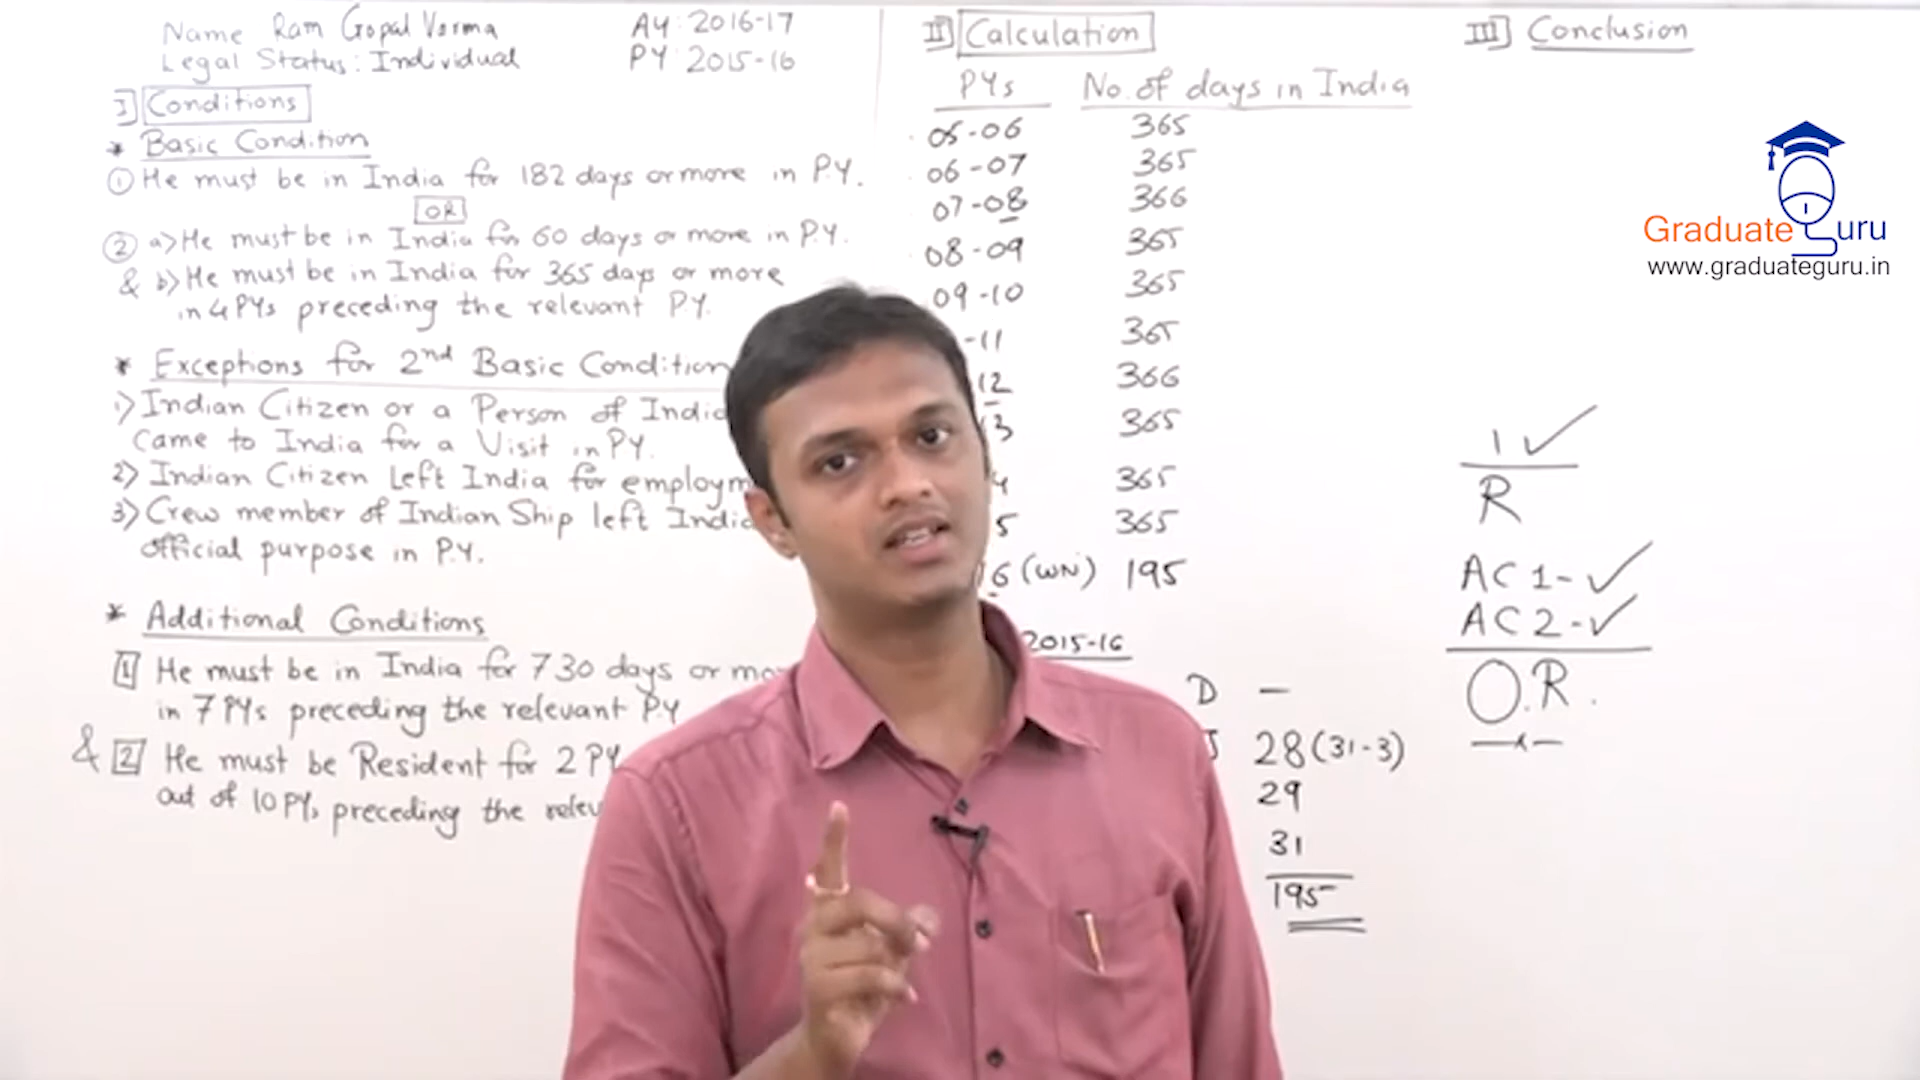 Name Ram Gopal Varma
AY: 2016-17
Legal Status: Individual
PY: 2015-16
I] Conditions
* Basic Condition
① He must be in India for 182 days or more in P.Y.
OR
② a) He must be in India for 60 days or more in P.Y.
& b) He must be in India for 365 days or more
in 4 PYs preceding the relevant PY.
* Exceptions for 2nd Basic Condition
1) Indian Citizen or a Person of
Came to India for a Visit in PY.
2) Indian Citizen left India for
3) Crew member of Indian Ship left
official purpose in P.Y.
* Additional Conditions
1 He must be in India for 730 days or
in 7 PYs preceding the relevant PY
& 2 He must be Resident for 2 PY
out of 10 PYs preceding the
II] Calculation
PYs No. of days in India
05-06 365
06-07 365
07-08 366
08-09 365
09-10 365
-11 365
12 366
13 365
4 365
5 365
6 (WN) 195
2015-16
D —
J 28 (31-3)
29
31
195
III] Conclusion
1 ✓
R
AC 1- ✓
AC 2- ✓
O.R.
Graduate Guru
www.graduateguru.in